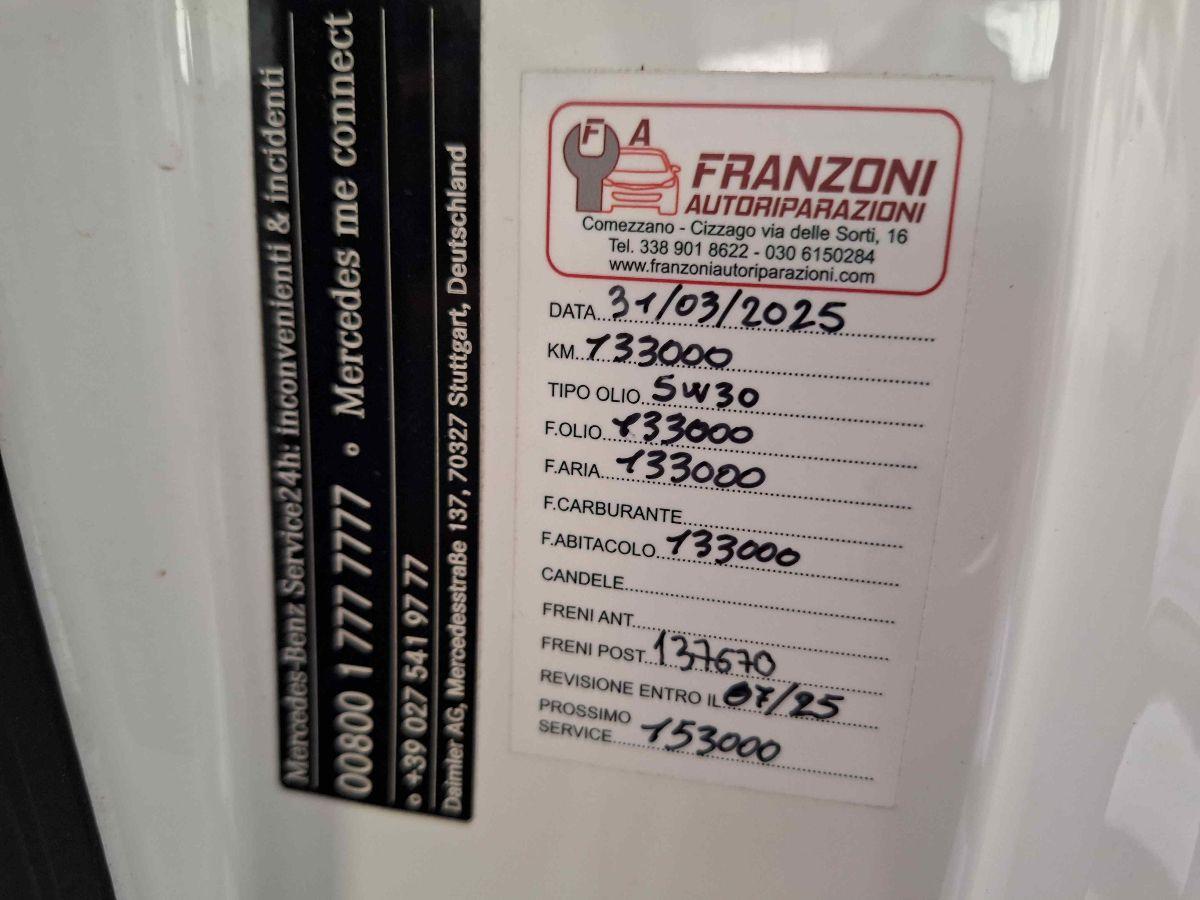 Mercedes-Benz Service24h: inconvenienti & incidenti
00800 1 777 7777 ∘ Mercedes me connect
∘ +39 027 541 97 77
Daimler AG, Mercedesstraße 137, 70327 Stuttgart, Deutschland
F A
FRANZONI
AUTORIPARAZIONI
Comezzano - Cizzago via delle Sorti, 16
Tel. 338 901 8622 - 030 6150284
www.franzoniautoriparazioni.com
DATA 31/03/2025
KM. 133000
TIPO OLIO 5W30
F.OLIO 133000
F.ARIA 133000
F.CARBURANTE
F.ABITACOLO 133000
CANDELE
FRENI ANT.
FRENI POST. 137670
REVISIONE ENTRO IL 07/25
PROSSIMO
SERVICE 153000